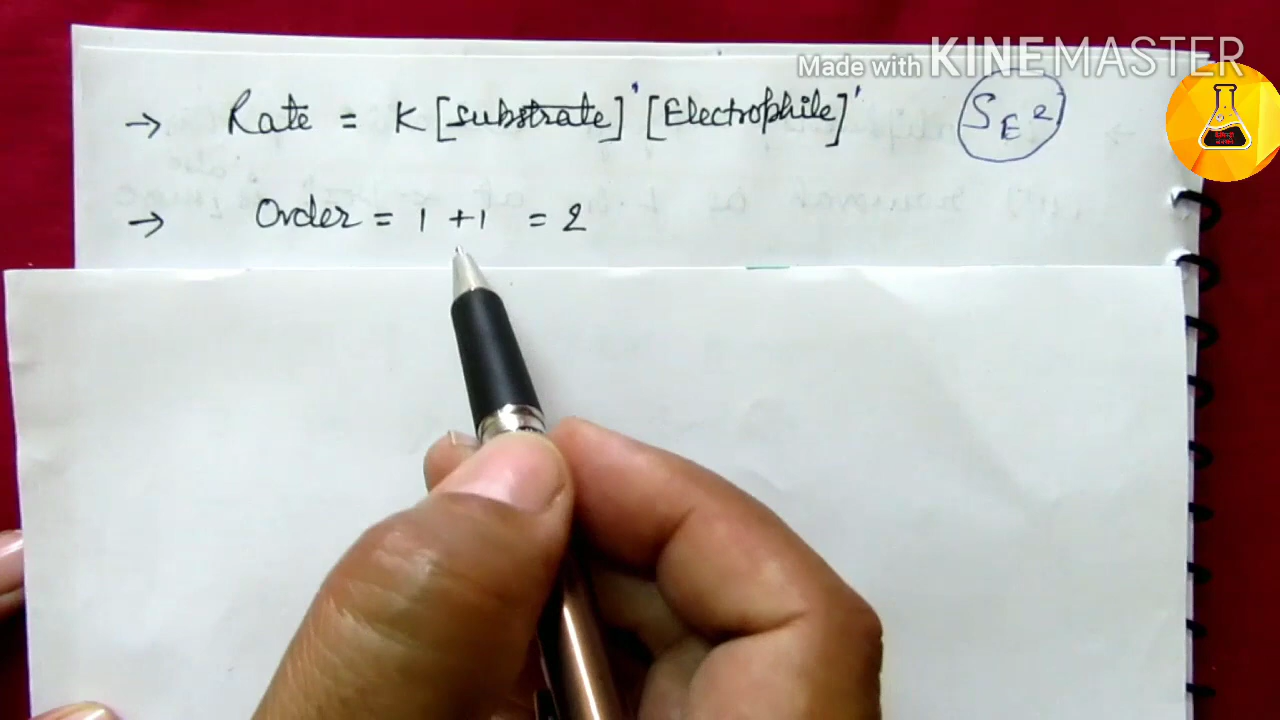 Made with KINEMASTER
→ Rate = K [substrate]' [Electrophile]' SE2
→ Order = 1 + 1 = 2